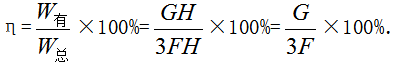 η = W有/W总 ×100%= GH/3FH ×100%= G/3F ×100%.